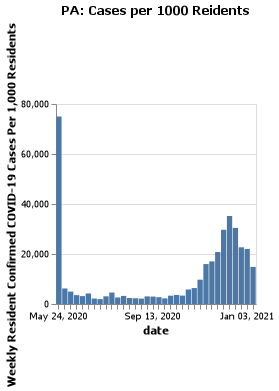 PA: Cases per 1000 Reidents
Weekly Resident Confirmed COVID-19 Cases Per 1,000 Residents
80,000
60,000
40,000
20,000
0
May 24, 2020
Sep 13, 2020
Jan 03, 2021
date